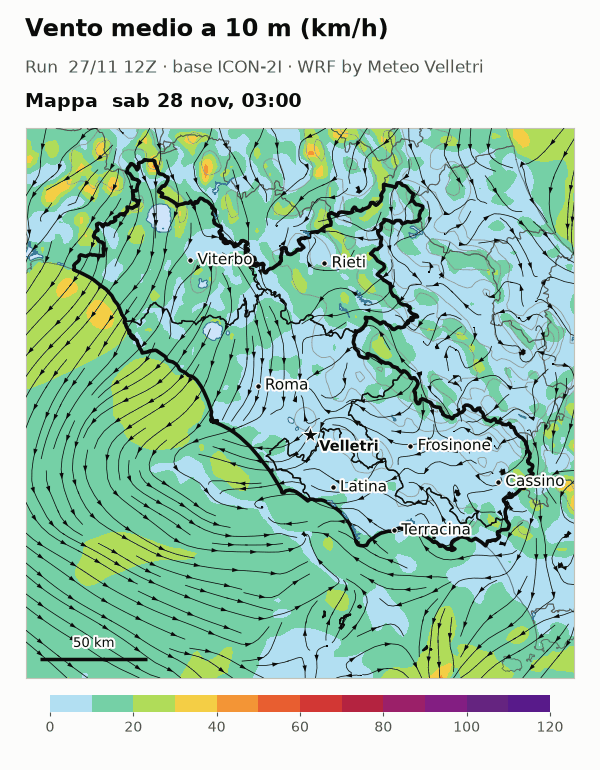 Vento medio a 10 m (km/h)
Run  27/11 12Z · base ICON-2I · WRF by Meteo Velletri
Mappa  sab 28 nov, 03:00
Viterbo
Rieti
Roma
Velletri
Frosinone
Cassino
Latina
Terracina
50 km
0 20 40 60 80 100 120